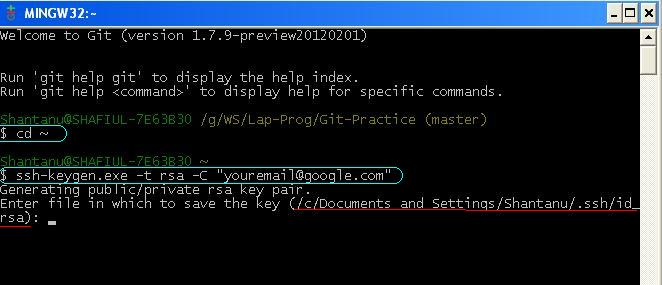 MINGW32:~
Welcome to Git (version 1.7.9-preview20120201)
Run 'git help git' to display the help index.
Run 'git help <command>' to display help for specific commands.
Shantanu@SHAFIUL-7E63B30 /g/WS/Lap-Prog/Git-Practice (master)
$ cd ~
Shantanu@SHAFIUL-7E63B30 ~
$ ssh-keygen.exe -t rsa -C "youremail@google.com"
Generating public/private rsa key pair.
Enter file in which to save the key (/c/Documents and Settings/Shantanu/.ssh/id_
rsa):